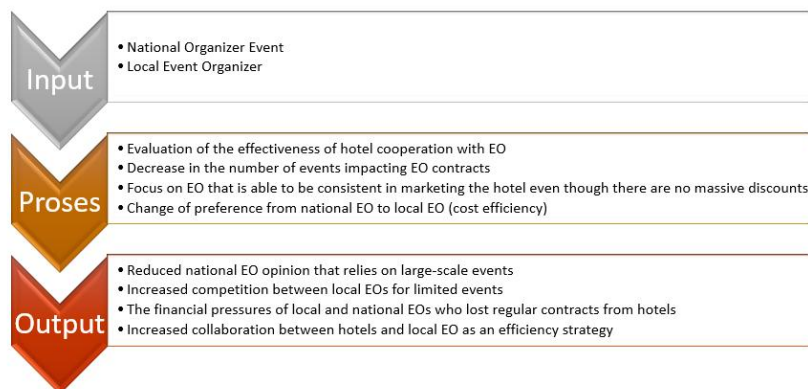 Input
• National Organizer Event
• Local Event Organizer
Proses
• Evaluation of the effectiveness of hotel cooperation with EO
• Decrease in the number of events impacting EO contracts
• Focus on EO that is able to be consistent in marketing the hotel even though there are no massive discounts
• Change of preference from national EO to local EO (cost efficiency)
Output
• Reduced national EO opinion that relies on large-scale events
• Increased competition between local EOs for limited events
• The financial pressures of local and national EOs who lost regular contracts from hotels
• Increased collaboration between hotels and local EO as an efficiency strategy